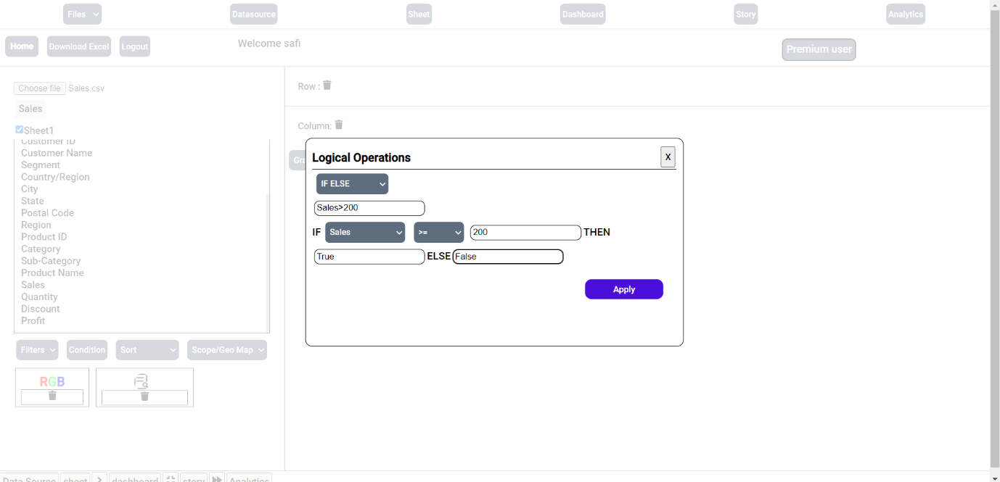 Files Datasource Sheet Dashboard Story Analytics
Home Download Excel Logout Welcome safi Premium user
Choose file Sales.csv
Sales
Sheet1
Customer ID
Customer Name
Segment
Country/Region
City
State
Postal Code
Region
Product ID
Category
Sub-Category
Product Name
Sales
Quantity
Discount
Profit
Filters Condition Sort Scope/Geo Map
RGB
Row :
Column:
Gra
Logical Operations X
IF ELSE
Sales>200
IF Sales >= 200 THEN
True ELSE False
Apply
Data Source sheet dashboard story Analytics